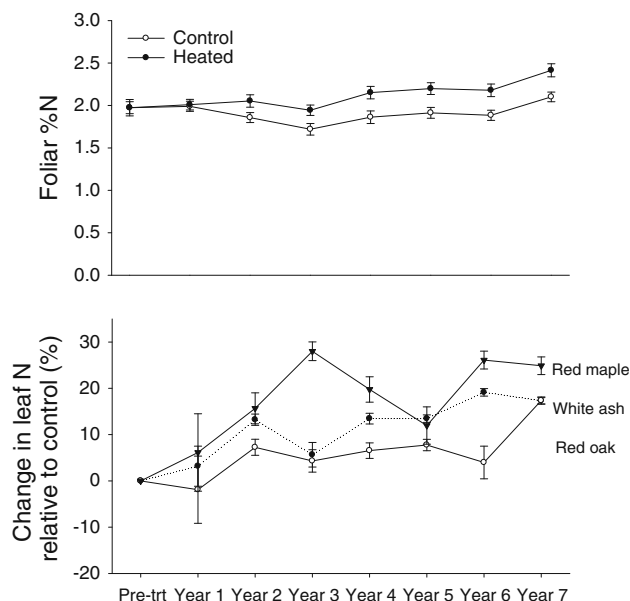 3.0
Control
Heated
2.5
2.0
1.5
1.0
0.5
0.0
Foliar %N
30
20
10
0
-10
-20
Change in leaf N
relative to control (%)
Red maple
White ash
Red oak
Pre-trt Year 1 Year 2 Year 3 Year 4 Year 5 Year 6 Year 7